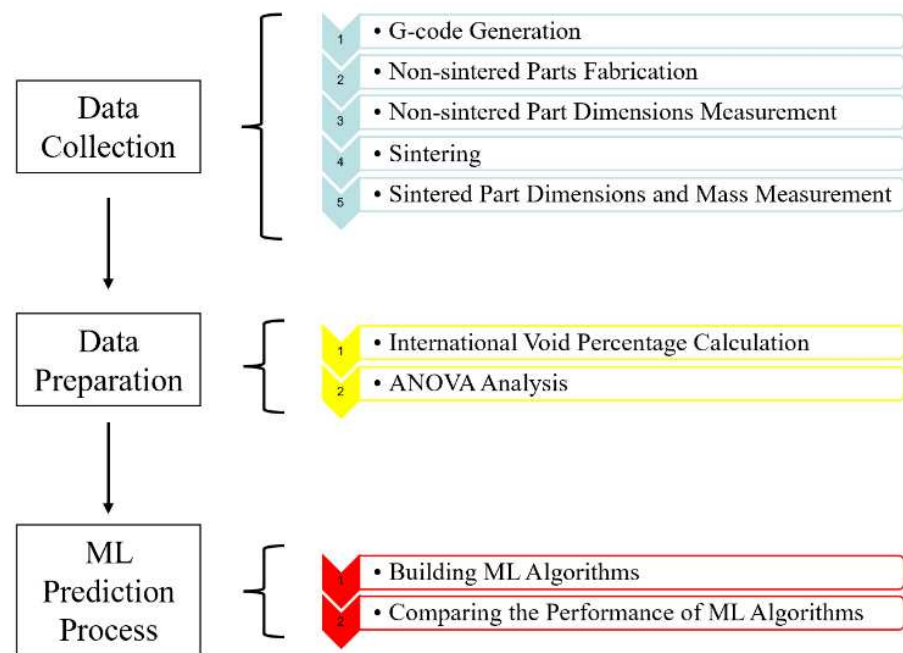 Data
Collection
1
• G-code Generation
2
• Non-sintered Parts Fabrication
3
• Non-sintered Part Dimensions Measurement
4
• Sintering
5
• Sintered Part Dimensions and Mass Measurement
Data
Preparation
1
• International Void Percentage Calculation
2
• ANOVA Analysis
ML
Prediction
Process
1
• Building ML Algorithms
2
• Comparing the Performance of ML Algorithms